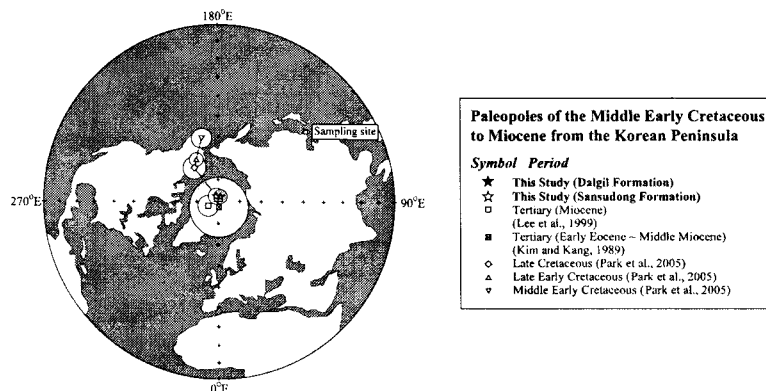 180°E
Sampling site
270°E
90°E
0°E
Paleopoles of the Middle Early Cretaceous
to Miocene from the Korean Peninsula
Symbol Period
★ This Study (Dalgil Formation)
☆ This Study (Sansudong Formation)
□ Tertiary (Miocene)
(Lee et al., 1999)
Tertiary (Early Eocene ~ Middle Miocene)
(Kim and Kang, 1989)
◇ Late Cretaceous (Park et al., 2005)
△ Late Early Cretaceous (Park et al., 2005)
▽ Middle Early Cretaceous (Park et al., 2005)